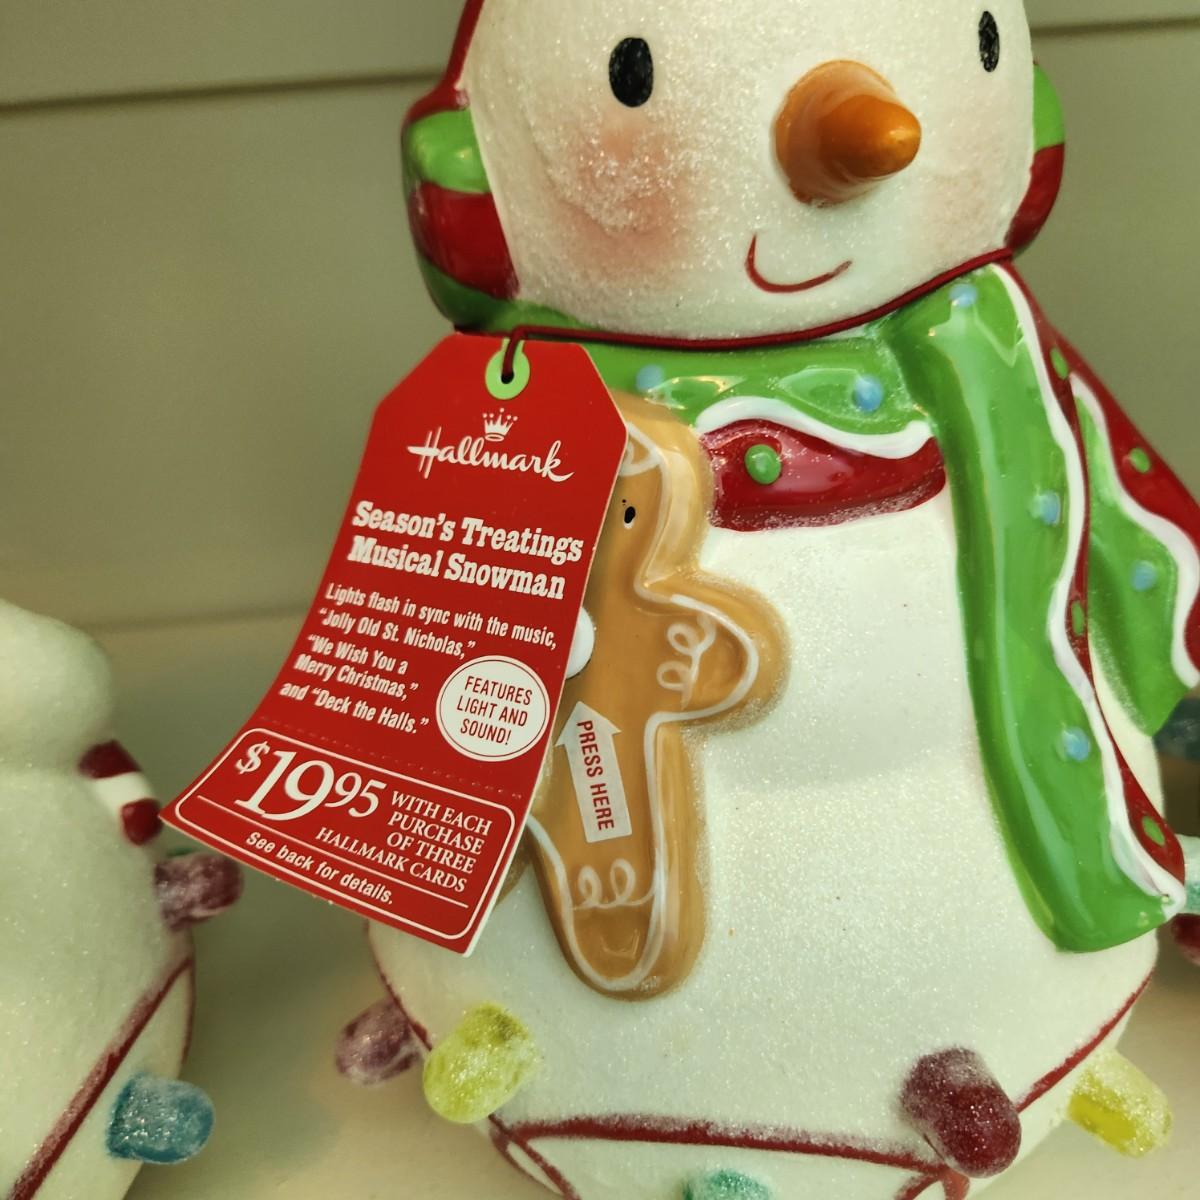 Hallmark
Season's Treatings
Musical Snowman
Lights flash in sync with the music,
"Jolly Old St. Nicholas,"
"We Wish You a
Merry Christmas,"
and "Deck the Halls."
FEATURES
LIGHT AND
SOUND!
$19.95
WITH EACH
PURCHASE
OF THREE
HALLMARK CARDS
See back for details.
PRESS HERE